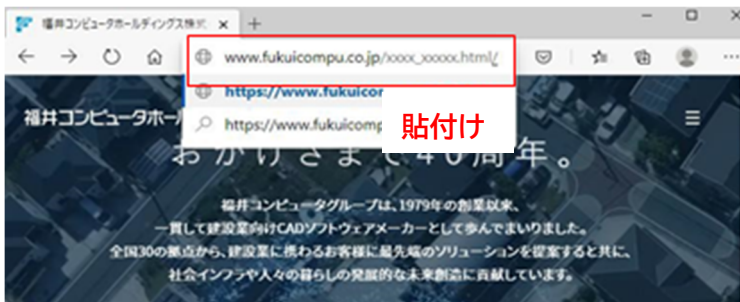 福井コンピュータホールディングス株式
www.fukuicompu.co.jp/xxxx_xxxxx.html/
https://www.fukuicor
https://www.fukuicomp
貼付け
福井コンピュータホー
おかげさまで40周年。
福井コンピュータグループは、1979年の創業以来、
一貫して建設業向けCADソフトウェアメーカーとして歩んでまいりました。
全国30の拠点から、建設業に携わるお客様に最先端のソリューションを提案すると共に、
社会インフラや人々の暮らしの発展的な未来創造に貢献しています。